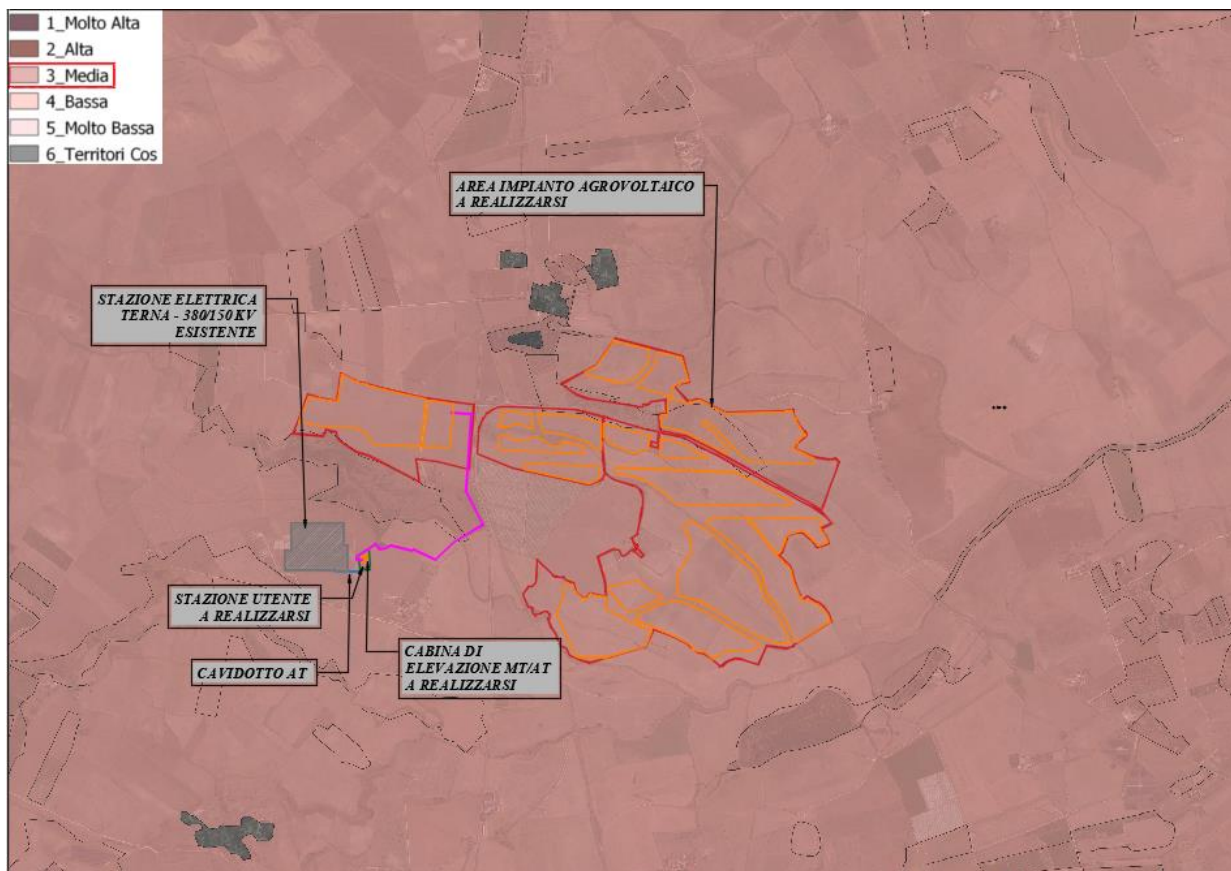 1_Molto Alta
2_Alta
3_Media
4_Bassa
5_Molto Bassa
6_Territori Cos
AREA IMPIANTO AGROVOLTAICO
A REALIZZARSI
STAZIONE ELETTRICA
TERNA - 380/150 KV
ESISTENTE
STAZIONE UTENTE
A REALIZZARSI
CABINA DI
ELEVAZIONE MT/AT
A REALIZZARSI
CAVIDOTTO AT